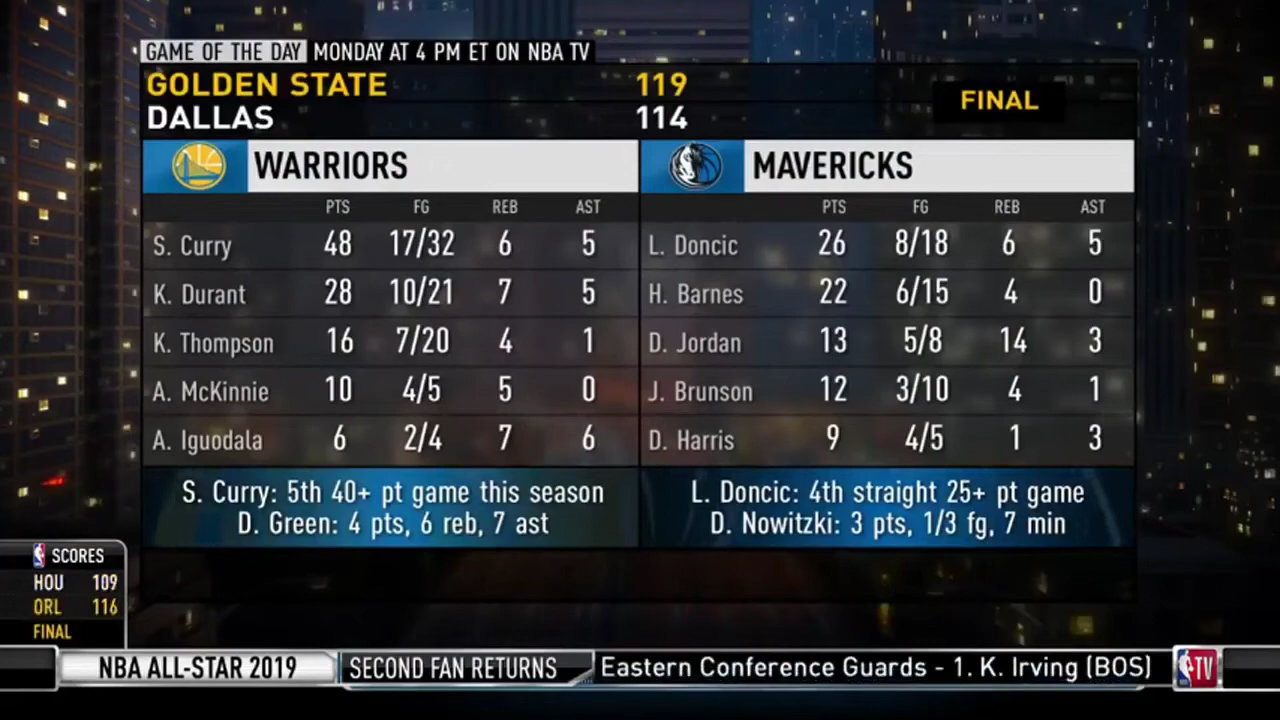 GAME OF THE DAY MONDAY AT 4 PM ET ON NBA TV
GOLDEN STATE 119
DALLAS 114
FINAL
WARRIORS
PTS FG REB AST
S. Curry 48 17/32 6 5
K. Durant 28 10/21 7 5
K. Thompson 16 7/20 4 1
A. McKinnie 10 4/5 5 0
A. Iguodala 6 2/4 7 6
S. Curry: 5th 40+ pt game this season
D. Green: 4 pts, 6 reb, 7 ast
MAVERICKS
PTS FG REB AST
L. Doncic 26 8/18 6 5
H. Barnes 22 6/15 4 0
D. Jordan 13 5/8 14 3
J. Brunson 12 3/10 4 1
D. Harris 9 4/5 1 3
L. Doncic: 4th straight 25+ pt game
D. Nowitzki: 3 pts, 1/3 fg, 7 min
SCORES
HOU 109
ORL 116
FINAL
NBA ALL-STAR 2019 SECOND FAN RETURNS Eastern Conference Guards - 1. K. Irving (BOS) TV